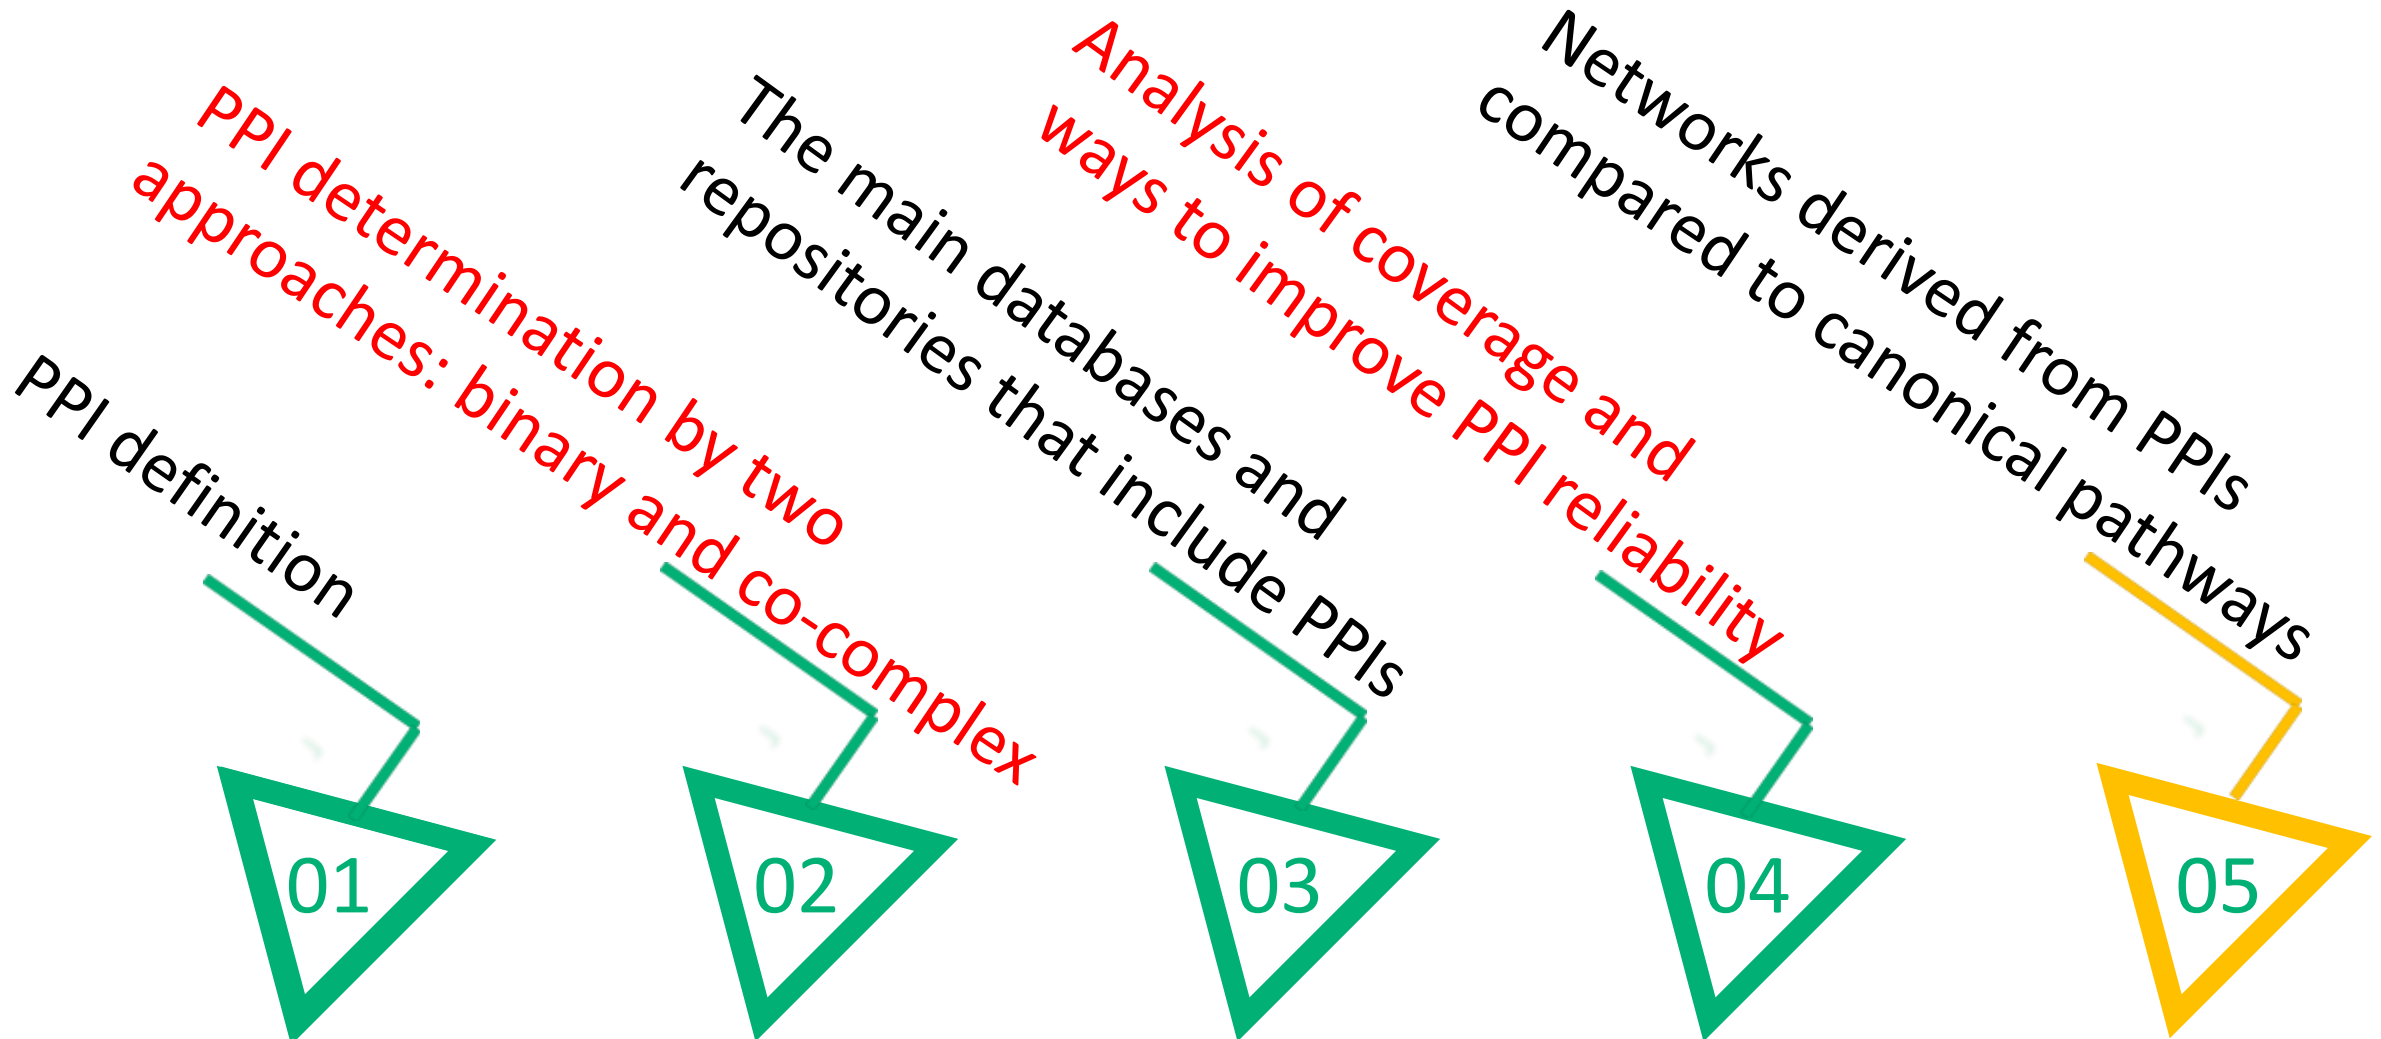 PPI definition
01
PPI determination by two
approaches: binary and co-complex
02
The main databases and
repositories that include PPIs
03
Analysis of coverage and
ways to improve PPI reliability
04
Networks derived from PPIs
compared to canonical pathways
05